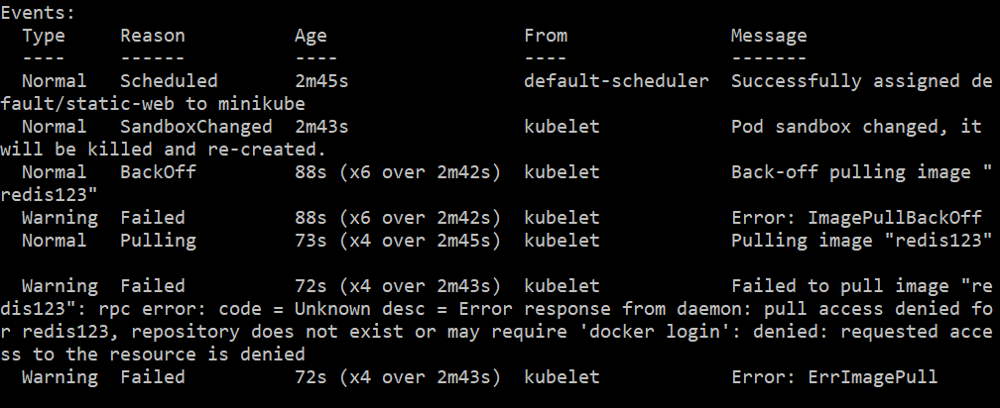 Events:
  Type     Reason          Age                    From               Message
  ----     ------          ----                   ----               -------
  Normal   Scheduled       2m45s                  default-scheduler  Successfully assigned de
fault/static-web to minikube
  Normal   SandboxChanged  2m43s                  kubelet            Pod sandbox changed, it 
will be killed and re-created.
  Normal   BackOff         88s (x6 over 2m42s)    kubelet            Back-off pulling image "
redis123"
  Warning  Failed          88s (x6 over 2m42s)    kubelet            Error: ImagePullBackOff
  Normal   Pulling         73s (x4 over 2m45s)    kubelet            Pulling image "redis123"
  Warning  Failed          72s (x4 over 2m43s)    kubelet            Failed to pull image "re
dis123": rpc error: code = Unknown desc = Error response from daemon: pull access denied fo
r redis123, repository does not exist or may require 'docker login': denied: requested acce
ss to the resource is denied
  Warning  Failed          72s (x4 over 2m43s)    kubelet            Error: ErrImagePull